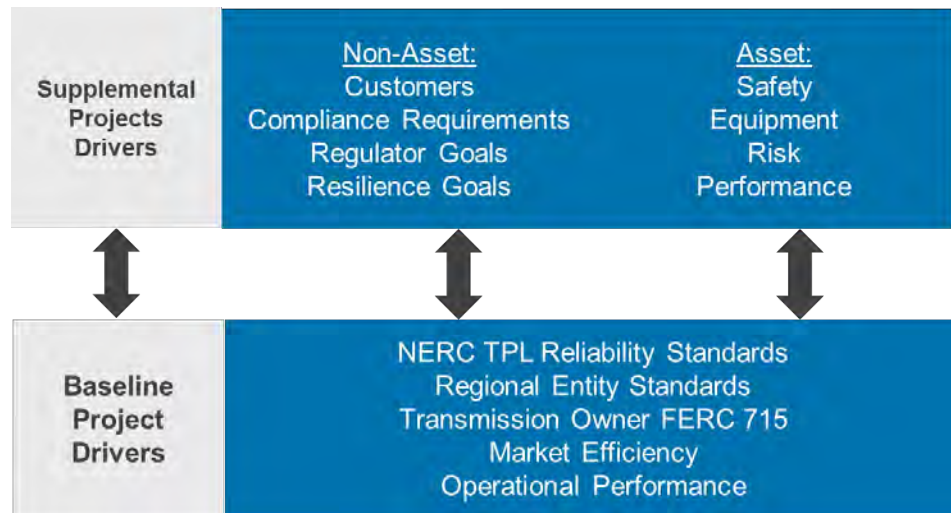 Supplemental
Projects
Drivers
Non-Asset:
Customers
Compliance Requirements
Regulator Goals
Resilience Goals
Asset:
Safety
Equipment
Risk
Performance
Baseline
Project
Drivers
NERC TPL Reliability Standards
Regional Entity Standards
Transmission Owner FERC 715
Market Efficiency
Operational Performance